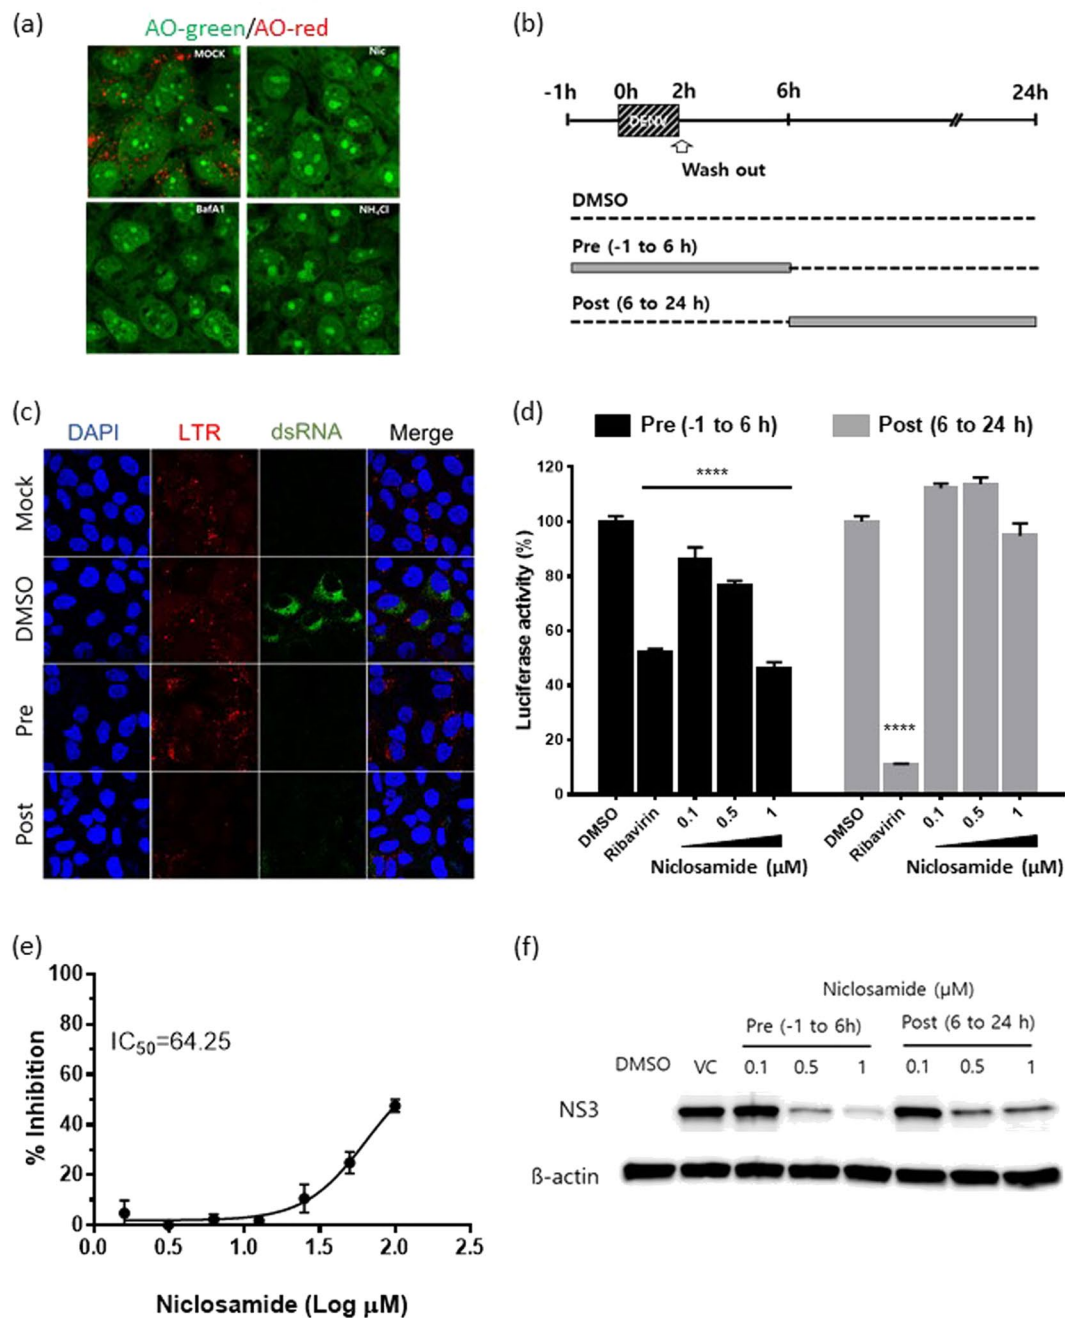 (a)
AO-green/AO-red
MOCK
Nic
BafA1
NH₄Cl
(b)
-1h 0h 2h 6h 24h
DENV
Wash out
DMSO
Pre (-1 to 6 h)
Post (6 to 24 h)
(c)
DAPI LTR dsRNA Merge
Mock
DMSO
Pre
Post
(d)
Pre (-1 to 6 h) Post (6 to 24 h)
Luciferase activity (%)
120
100
80
60
40
20
0
****
****
DMSO Ribavirin 0.1 0.5 1 DMSO Ribavirin 0.1 0.5 1
Niclosamide (μM) Niclosamide (μM)
(e)
% Inhibition
100
80
60
40
20
0
IC₅₀=64.25
0.0 0.5 1.0 1.5 2.0 2.5
Niclosamide (Log μM)
(f)
Niclosamide (μM)
Pre (-1 to 6h) Post (6 to 24 h)
DMSO VC 0.1 0.5 1 0.1 0.5 1
NS3
ß-actin